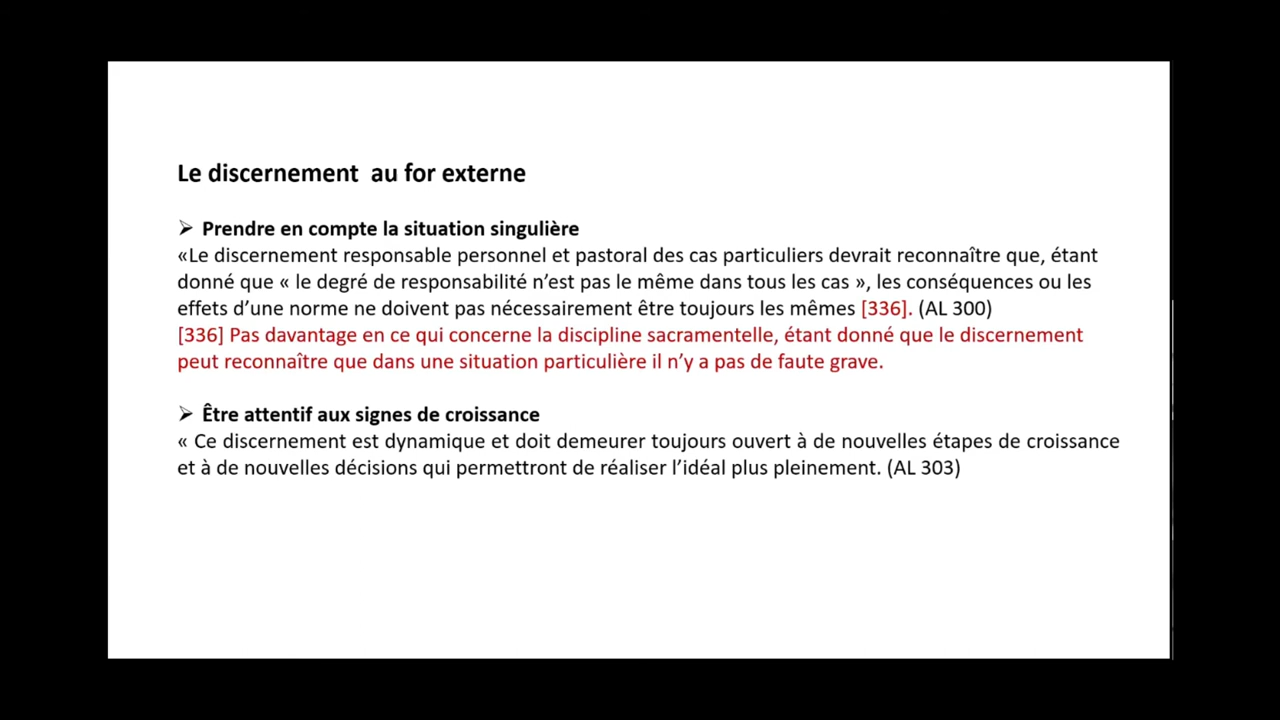 Le discernement  au for externe
➢ Prendre en compte la situation singulière
«Le discernement responsable personnel et pastoral des cas particuliers devrait reconnaître que, étant
donné que « le degré de responsabilité n’est pas le même dans tous les cas », les conséquences ou les
effets d’une norme ne doivent pas nécessairement être toujours les mêmes [336]. (AL 300)
[336] Pas davantage en ce qui concerne la discipline sacramentelle, étant donné que le discernement
peut reconnaître que dans une situation particulière il n’y a pas de faute grave.
➢ Être attentif aux signes de croissance
« Ce discernement est dynamique et doit demeurer toujours ouvert à de nouvelles étapes de croissance
et à de nouvelles décisions qui permettront de réaliser l’idéal plus pleinement. (AL 303)